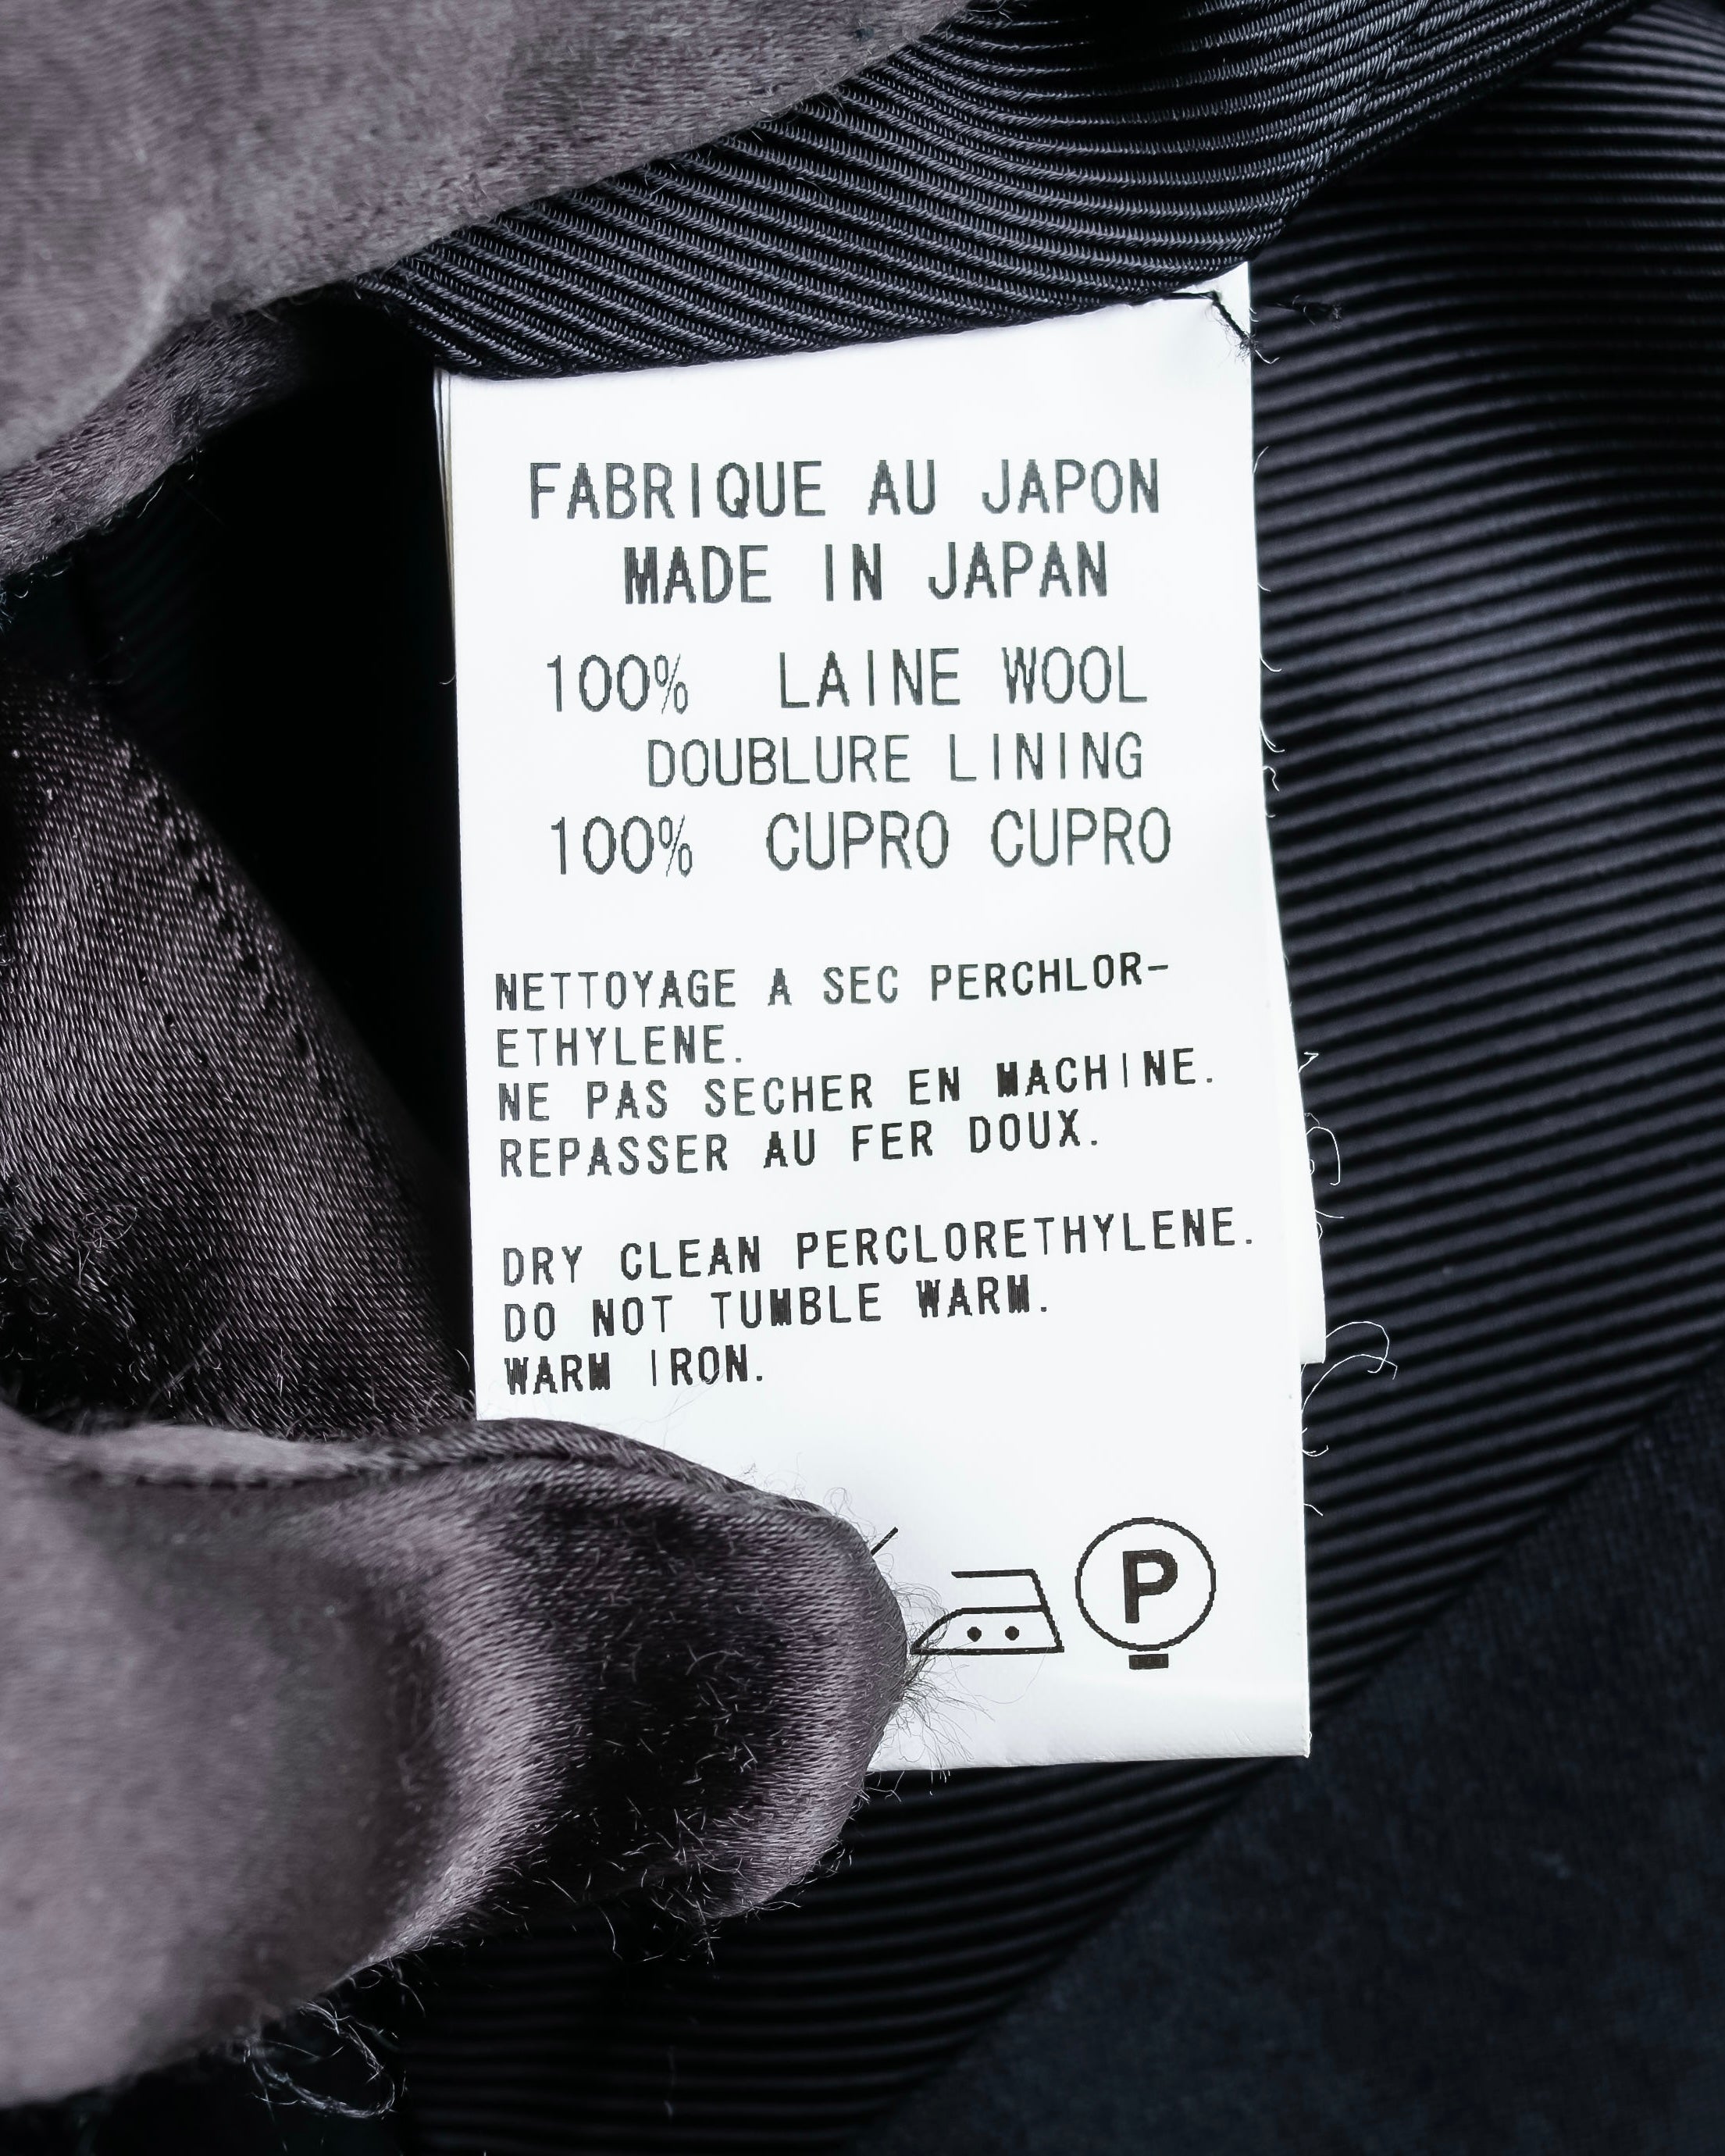 FABRIQUE AU JAPON
MADE IN JAPAN
100% LAINE WOOL
DOUBLURE LINING
100% CUPRO CUPRO
NETTOYAGE A SEC PERCHLOR-
ETHYLENE.
NE PAS SECHER EN MACHINE.
REPASSER AU FER DOUX.
DRY CLEAN PERCLORETHYLENE.
DO NOT TUMBLE WARM.
WARM IRON.
P